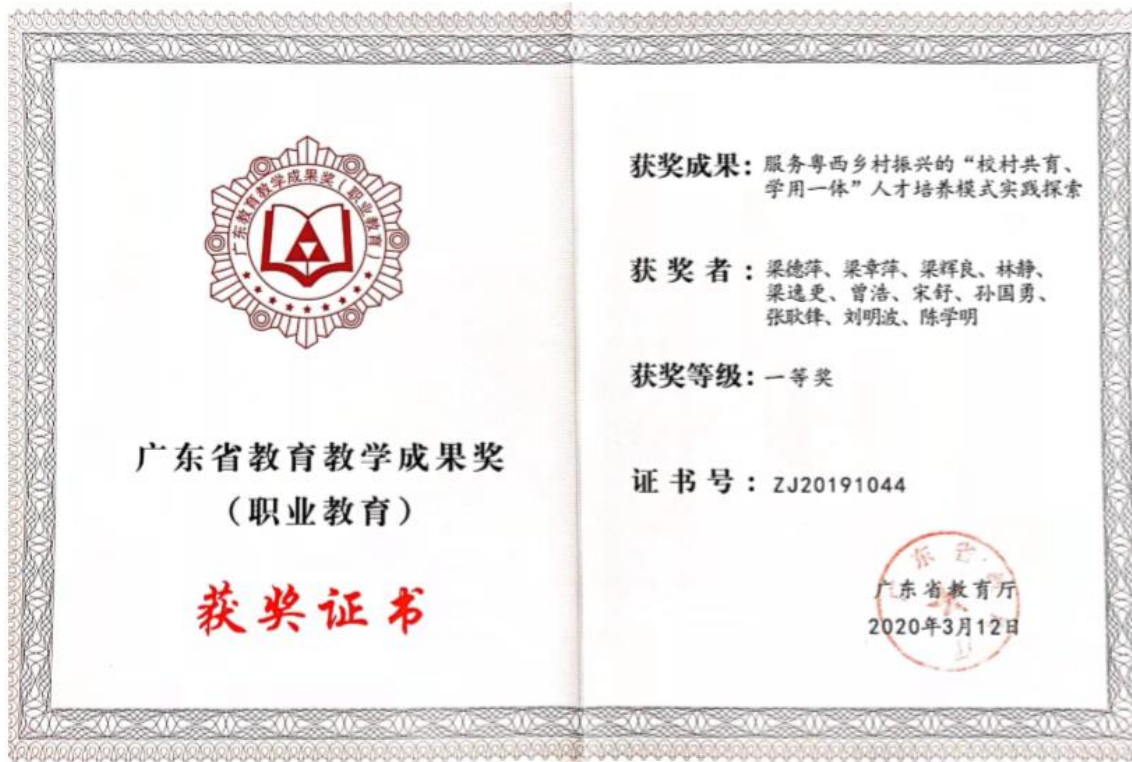 广东教育教学成果奖（职业教育）
广东省教育教学成果奖
（职业教育）
获奖证书
获奖成果：服务粤西乡村振兴的“校村共育、
学用一体”人才培养模式实践探索
获 奖 者：梁德萍、梁章萍、梁辉良、林静、
梁逸更、曾浩、宋舒、孙国勇、
张耿锋、刘明波、陈学明
获奖等级：一等奖
证 书 号：ZJ20191044
广东省教育厅
2020年3月12日